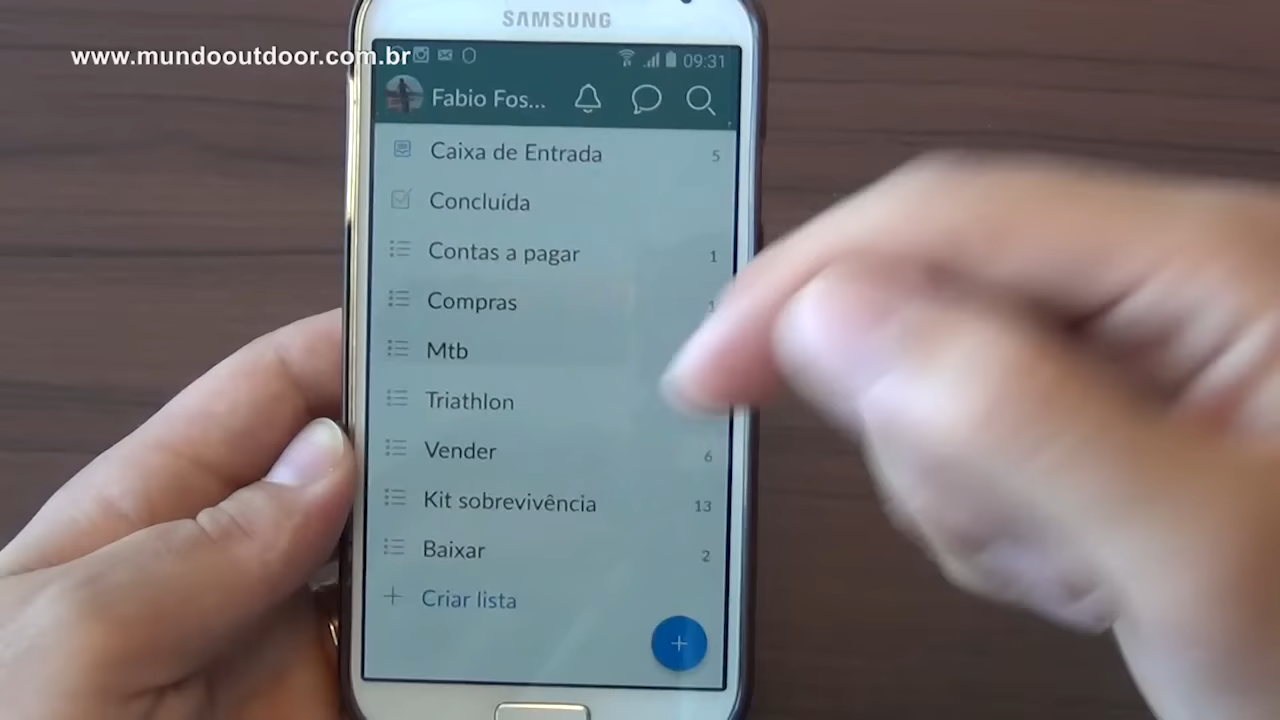 SAMSUNG
www.mundooutdoor.com.br
09:31
Fabio Fos...
Caixa de Entrada 5
Concluída
Contas a pagar 1
Compras 1
Mtb
Triathlon
Vender 6
Kit sobrevivência 13
Baixar 2
Criar lista